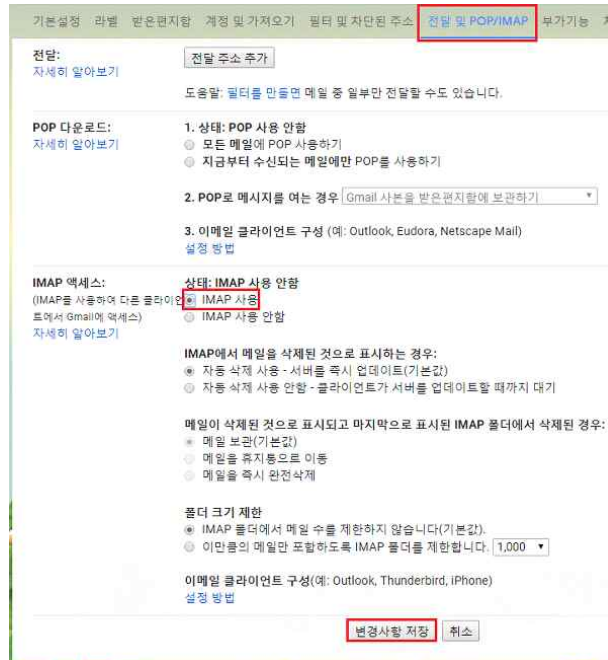 기본설정 라벨 받은편지함 계정 및 가져오기 필터 및 차단된 주소 전달 및 POP/IMAP 부가기능
전달:
자세히 알아보기
전달 주소 추가
도움말: 필터를 만들면 메일 중 일부만 전달할 수도 있습니다.
POP 다운로드:
자세히 알아보기
1. 상태: POP 사용 안함
모든 메일에 POP 사용하기
지금부터 수신되는 메일에만 POP를 사용하기
2. POP로 메시지를 여는 경우 Gmail 사본을 받은편지함에 보관하기
3. 이메일 클라이언트 구성 (예: Outlook, Eudora, Netscape Mail)
설정 방법
IMAP 액세스:
(IMAP를 사용하여 다른 클라이언
트에서 Gmail에 액세스)
자세히 알아보기
상태: IMAP 사용 안함
IMAP 사용
IMAP 사용 안함
IMAP에서 메일을 삭제된 것으로 표시하는 경우:
자동 삭제 사용 - 서버를 즉시 업데이트(기본값)
자동 삭제 사용 안함 - 클라이언트가 서버를 업데이트할 때까지 대기
메일이 삭제된 것으로 표시되고 마지막으로 표시된 IMAP 폴더에서 삭제된 경우:
메일 보관(기본값)
메일을 휴지통으로 이동
메일을 즉시 완전삭제
폴더 크기 제한
IMAP 폴더에서 메일 수를 제한하지 않습니다(기본값).
이만큼의 메일만 포함하도록 IMAP 폴더를 제한합니다. 1,000
이메일 클라이언트 구성(예: Outlook, Thunderbird, iPhone)
설정 방법
변경사항 저장 취소